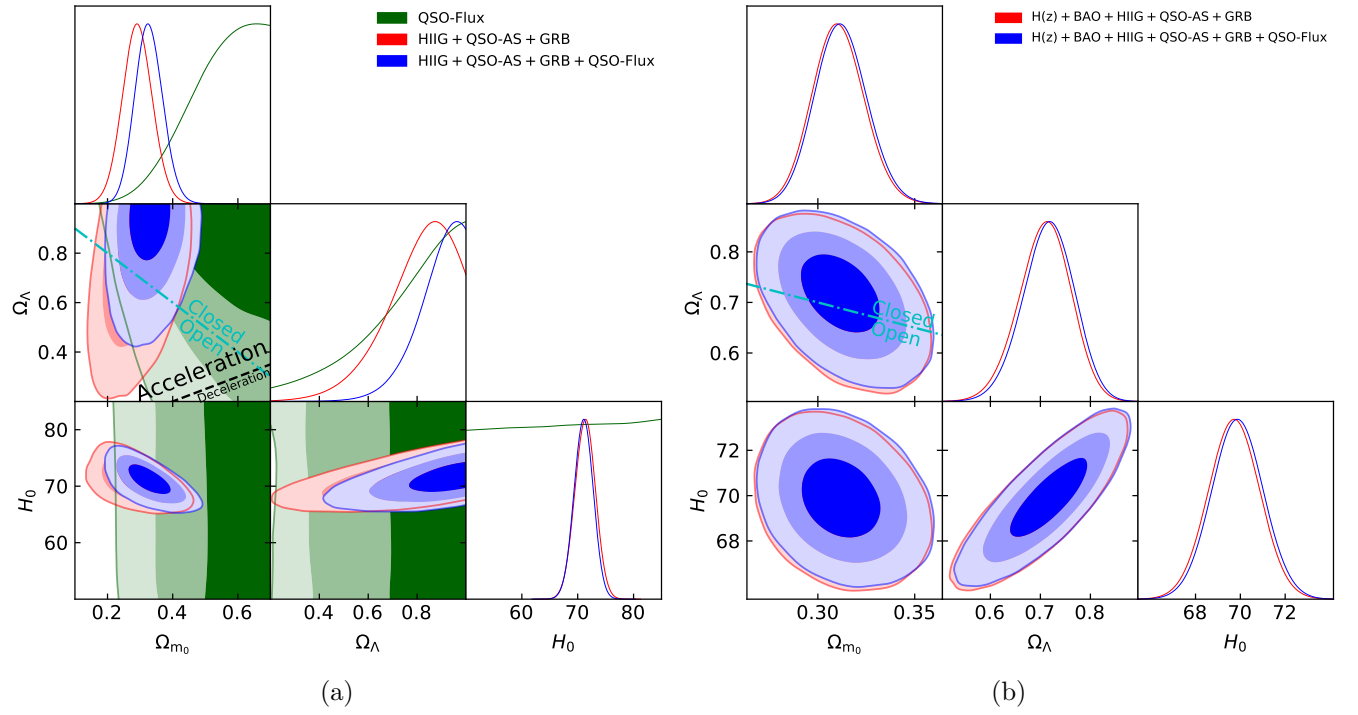 QSO-Flux
HIIG + QSO-AS + GRB
HIIG + QSO-AS + GRB + QSO-Flux
0.8
0.6
0.4
Ω_Λ
Closed
Open
Acceleration
Deceleration
80
70
60
H_0
0.2 0.4 0.6
Ω_m_0
0.4 0.6 0.8
Ω_Λ
60 70 80
H_0
(a)
H(z) + BAO + HIIG + QSO-AS + GRB
H(z) + BAO + HIIG + QSO-AS + GRB + QSO-Flux
0.8
0.7
0.6
Ω_Λ
Closed
Open
72
70
68
H_0
0.30 0.35
Ω_m_0
0.6 0.7 0.8
Ω_Λ
68 70 72
H_0
(b)